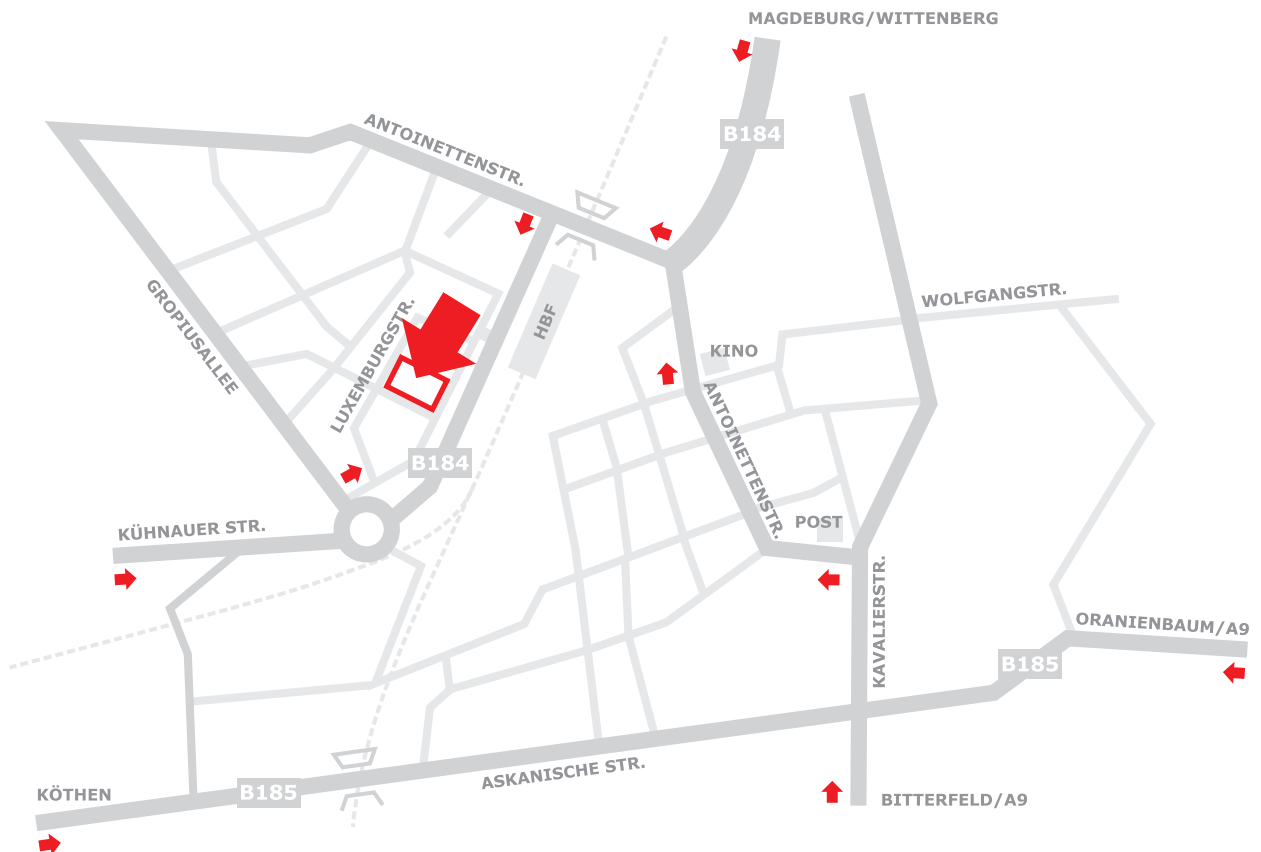 MAGDEBURG/WITTENBERG
B184
ANTOINETTENSTR.
WOLFGANGSTR.
GROPIUSALLEE
LUXEMBURGSTR.
HBF
KINO
ANTOINETTENSTR.
B184
POST
KÜHNAUER STR.
KAVALIERSTR.
ORANIENBAUM/A9
B185
ASKANISCHE STR.
B185
KÖTHEN
BITTERFELD/A9